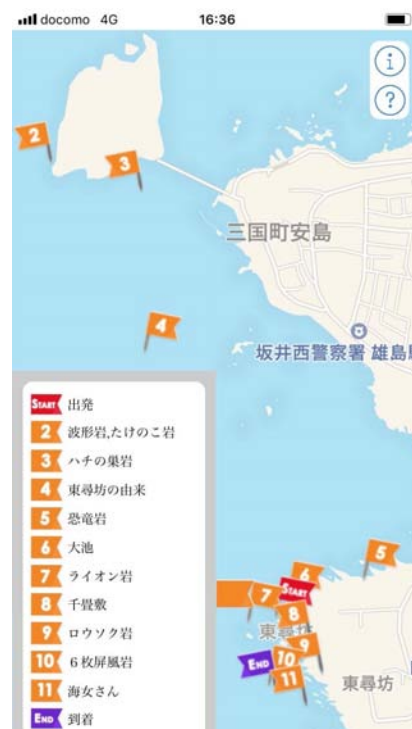 docomo 4G 16:36
i
?
2
3
三国町安島
4
坂井西警察署 雄島
START 出発
2 波形岩,たけのこ岩
3 ハチの巣岩
4 東尋坊の由来
5 恐竜岩
6 大池
7 ライオン岩
8 千畳敷
9 ロウソク岩
10 6枚屏風岩
11 海女さん
END 到着
5
6
START
7
8
東尋坊
9
END 10
11
東尋坊